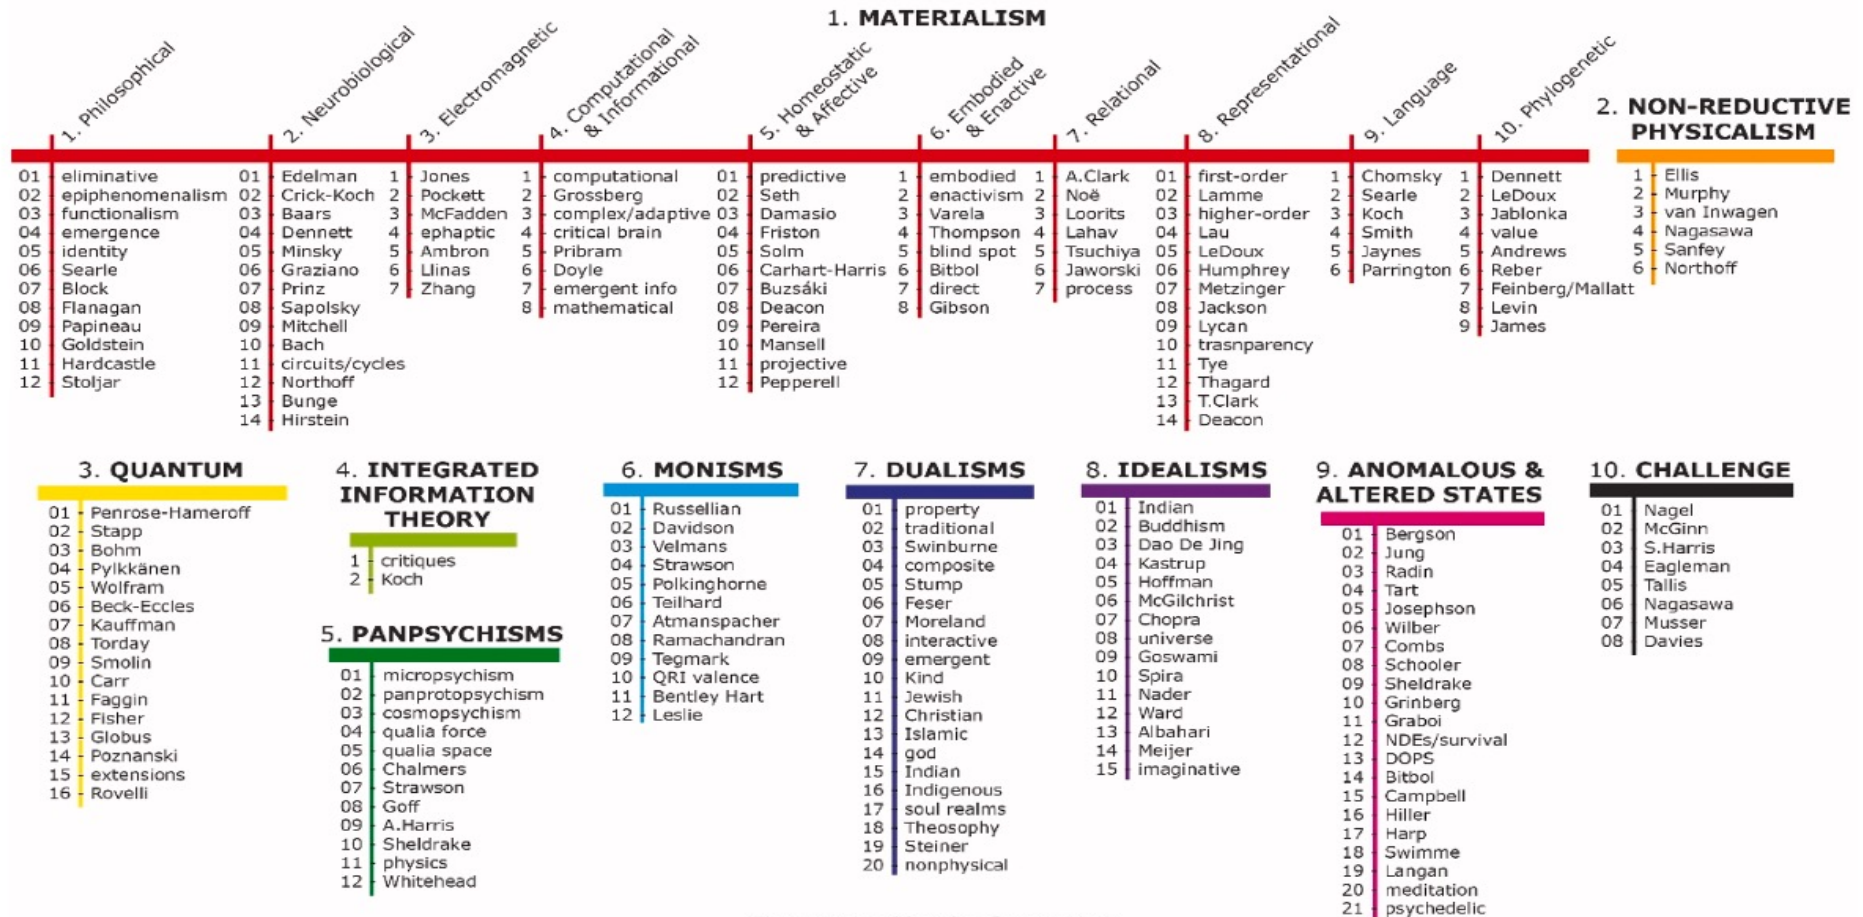 1. MATERIALISM
1. Philosophical
01 eliminative
02 epiphenomenalism
03 functionalism
04 emergence
05 identity
06 Searle
07 Block
08 Flanagan
09 Papineau
10 Goldstein
11 Hardcastle
12 Stoljar
2. Neurobiological
01 Edelman
02 Crick-Koch
03 Baars
04 Dennett
05 Minsky
06 Graziano
07 Prinz
08 Sapolsky
09 Mitchell
10 Bach
11 circuits/cycles
12 Northoff
13 Bunge
14 Hirstein
3. Electromagnetic
1 Jones
2 Pockett
3 McFadden
4 ephaptic
5 Ambron
6 Llinas
7 Zhang
4. Computational
& Informational
1 computational
2 Grossberg
3 complex/adaptive
4 critical brain
5 Pribram
6 Doyle
7 emergent info
8 mathematical
5. Homeostatic
& Affective
01 predictive
02 Seth
03 Damasio
04 Friston
05 Solm
06 Carhart-Harris
07 Buzsáki
08 Deacon
09 Pereira
10 Mansell
11 projective
12 Pepperell
6. Embodied
& Enactive
1 embodied
2 enactivism
3 Varela
4 Thompson
5 blind spot
6 Bitbol
7 direct
8 Gibson
7. Relational
1 A.Clark
2 Noë
3 Loorits
4 Lahav
5 Tsuchiya
6 Jaworski
7 process
8. Representational
01 first-order
02 Lamme
03 higher-order
04 Lau
05 LeDoux
06 Humphrey
07 Metzinger
08 Jackson
09 Lycan
10 trasnparency
11 Tye
12 Thagard
13 T.Clark
14 Deacon
9. Language
1 Chomsky
2 Searle
3 Koch
4 Smith
5 Jaynes
6 Parrington
10. Phylogenetic
1 Dennett
2 LeDoux
3 Jablonka
4 value
5 Andrews
6 Reber
7 Feinberg/Mallatt
8 Levin
9 James
2. NON-REDUCTIVE
PHYSICALISM
1 Ellis
2 Murphy
3 van Inwagen
4 Nagasawa
5 Sanfey
6 Northoff
3. QUANTUM
01 Penrose-Hameroff
02 Stapp
03 Bohm
04 Pylkkänen
05 Wolfram
06 Beck-Eccles
07 Kauffman
08 Torday
09 Smolin
10 Carr
11 Faggin
12 Fisher
13 Globus
14 Poznanski
15 extensions
16 Rovelli
4. INTEGRATED
INFORMATION
THEORY
1 critiques
2 Koch
5. PANPSYCHISMS
01 micropsychism
02 panprotopsychism
03 cosmopsychism
04 qualia force
05 qualia space
06 Chalmers
07 Strawson
08 Goff
09 A.Harris
10 Sheldrake
11 physics
12 Whitehead
6. MONISMS
01 Russellian
02 Davidson
03 Velmans
04 Strawson
05 Polkinghorne
06 Teilhard
07 Atmanspacher
08 Ramachandran
09 Tegmark
10 QRI valence
11 Bentley Hart
12 Leslie
7. DUALISMS
01 property
02 traditional
03 Swinburne
04 composite
05 Stump
06 Feser
07 Moreland
08 interactive
09 emergent
10 Kind
11 Jewish
12 Christian
13 Islamic
14 god
15 Indian
16 Indigenous
17 soul realms
18 Theosophy
19 Steiner
20 nonphysical
8. IDEALISMS
01 Indian
02 Buddhism
03 Dao De Jing
04 Kastrup
05 Hoffman
06 McGilchrist
07 Chopra
08 universe
09 Goswami
10 Spira
11 Nader
12 Ward
13 Albahari
14 Meijer
15 imaginative
9. ANOMALOUS &
ALTERED STATES
01 Bergson
02 Jung
03 Radin
04 Tart
05 Josephson
06 Wilber
07 Combs
08 Schooler
09 Sheldrake
10 Grinberg
11 Graboi
12 NDEs/survival
13 DOPS
14 Bitbol
15 Campbell
16 Hiller
17 Harp
18 Swimme
19 Langan
20 meditation
21 psychedelic
10. CHALLENGE
01 Nagel
02 McGinn
03 S.Harris
04 Eagleman
05 Tallis
06 Nagasawa
07 Musser
08 Davies